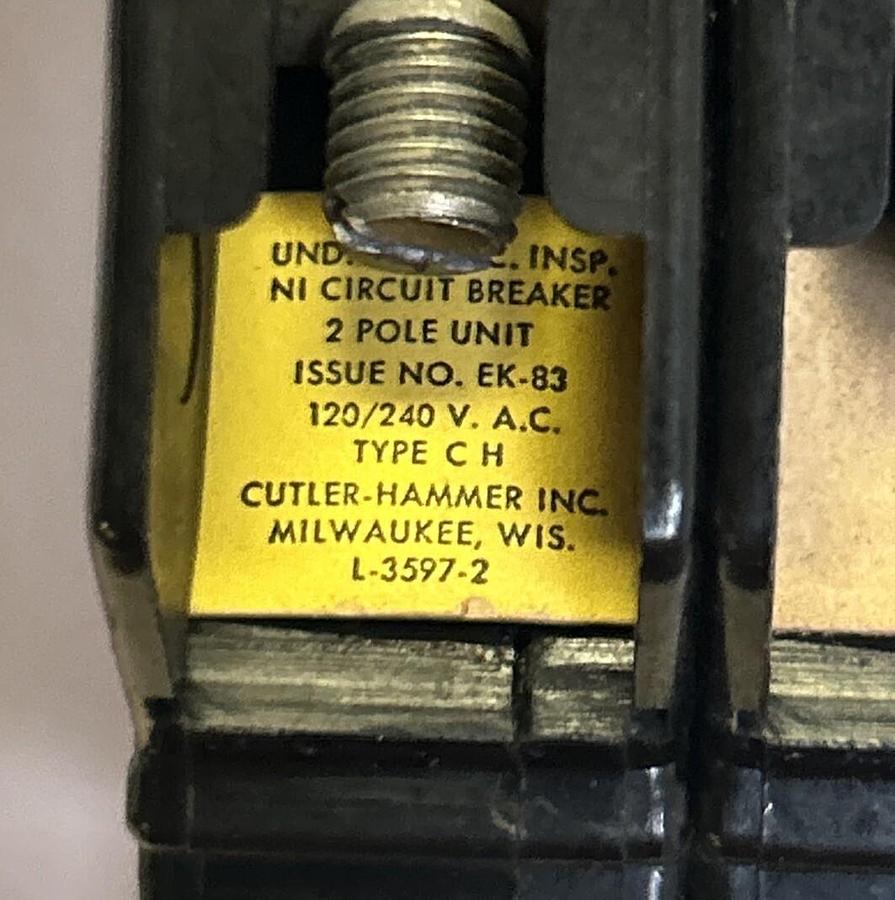 UND. C. INSP.
NI CIRCUIT BREAKER
2 POLE UNIT
ISSUE NO. EK-83
120/240 V. A.C.
TYPE C H
CUTLER-HAMMER INC.
MILWAUKEE, WIS.
L-3597-2